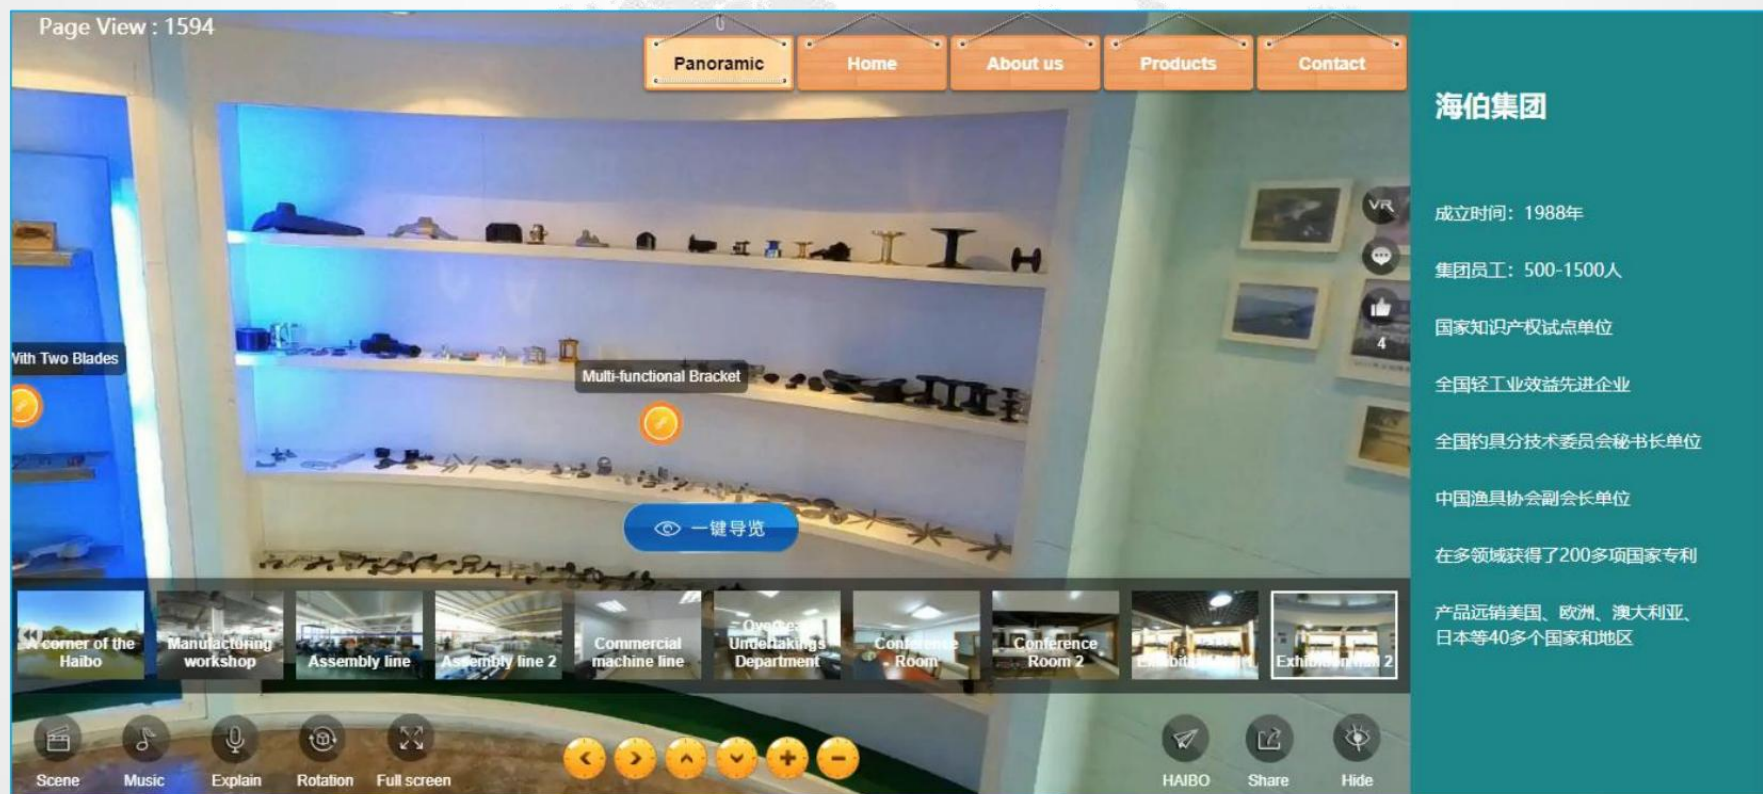 Page View : 1594
Panoramic
Home
About us
Products
Contact
海伯集团
成立时间：1988年
集团员工：500-1500人
国家知识产权试点单位
全国轻工业效益先进企业
全国钓具分技术委员会秘书长单位
中国渔具协会副会长单位
在多领域获得了200多项国家专利
产品远销美国、欧洲、澳大利亚、
日本等40多个国家和地区
VR
4
With Two Blades
Multi-functional Bracket
一键导览
corner of the
Haibo
Manufacturing
workshop
Assembly line
Assembly line 2
Commercial
machine line
Oversea
Undertakings
Department
Conference
Room
Conference
Room 2
Exhibition hall 2
Scene
Music
Explain
Rotation
Full screen
HAIBO
Share
Hide